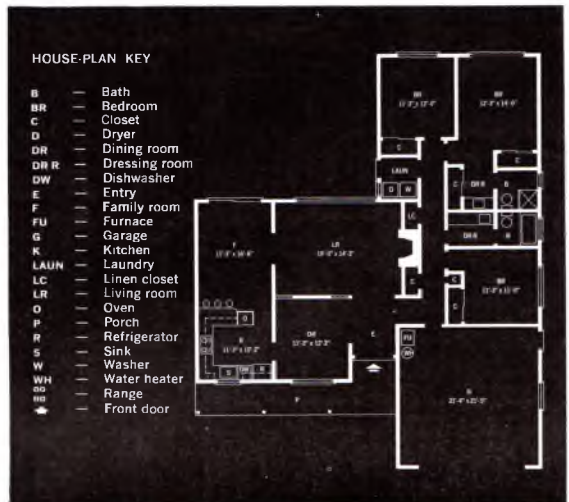 HOUSE-PLAN KEY
B — Bath
BR — Bedroom
C — Closet
D — Dryer
DR — Dining room
DR R — Dressing room
DW — Dishwasher
E — Entry
F — Family room
FU — Furnace
G — Garage
K — Kitchen
LAUN — Laundry
LC — Linen closet
LR — Living room
O — Oven
P — Porch
R — Refrigerator
S — Sink
W — Washer
WH — Water heater
— Range
— Front door
BR
BR
C
C
LAUN
D W
C
DR R
B
LC
DR R
B
F
LR
C
BR
C
C
O
K
DR
E
FU
WH
S DW R
P
G